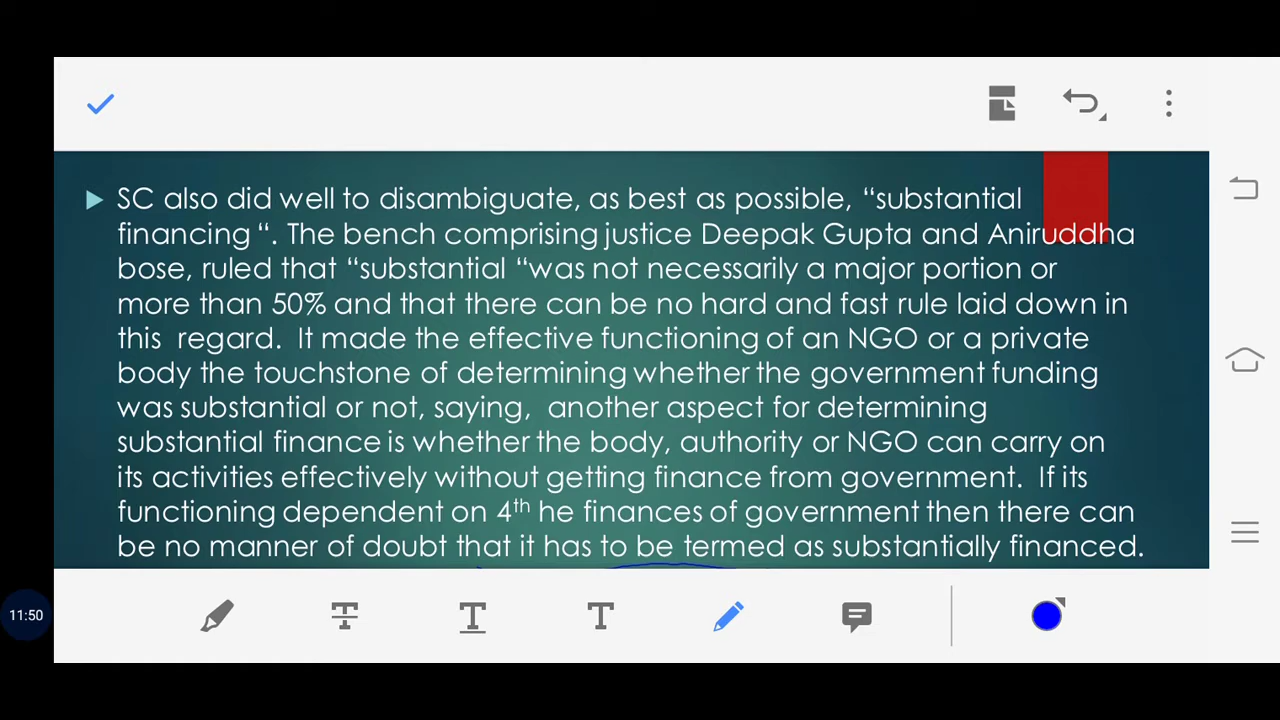 SC also did well to disambiguate, as best as possible, “substantial
financing “. The bench comprising justice Deepak Gupta and Aniruddha
bose, ruled that “substantial “was not necessarily a major portion or
more than 50% and that there can be no hard and fast rule laid down in
this  regard.  It made the effective functioning of an NGO or a private
body the touchstone of determining whether the government funding
was substantial or not, saying,  another aspect for determining
substantial finance is whether the body, authority or NGO can carry on
its activities effectively without getting finance from government.  If its
functioning dependent on 4th he finances of government then there can
be no manner of doubt that it has to be termed as substantially financed.
11:50